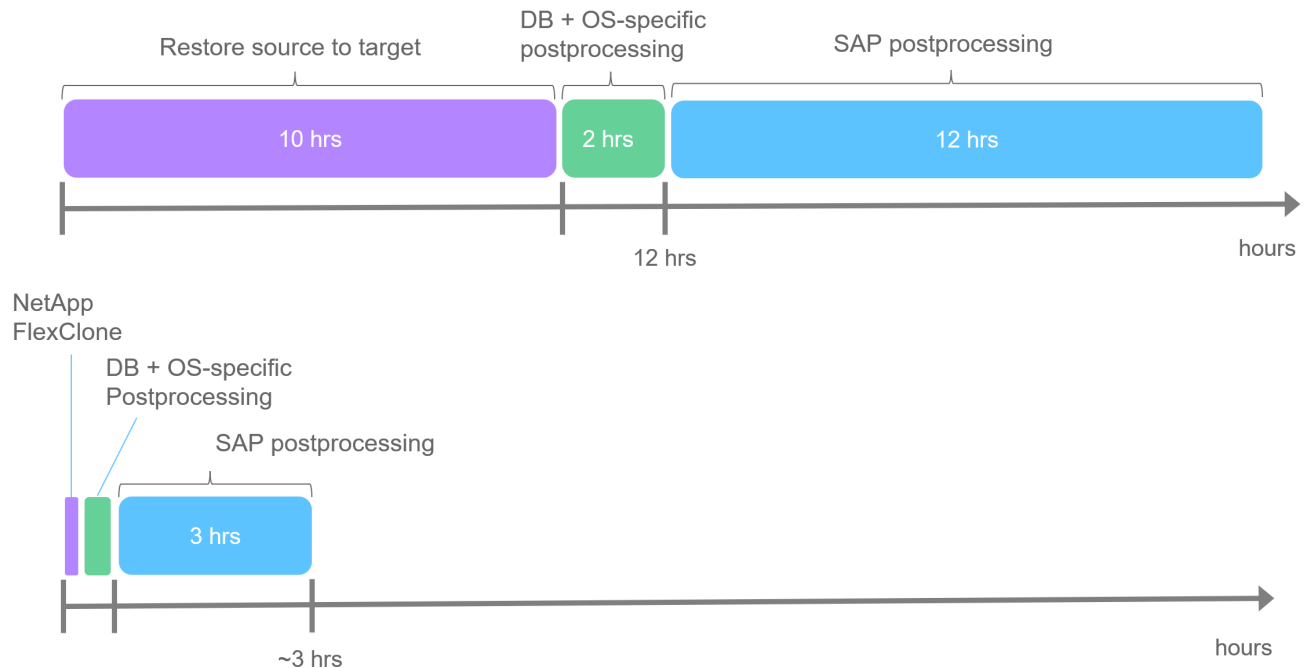 DB + OS-specific
postprocessing
Restore source to target
SAP postprocessing
10 hrs
2 hrs
12 hrs
12 hrs
hours
NetApp
FlexClone
DB + OS-specific
Postprocessing
SAP postprocessing
3 hrs
~3 hrs
hours